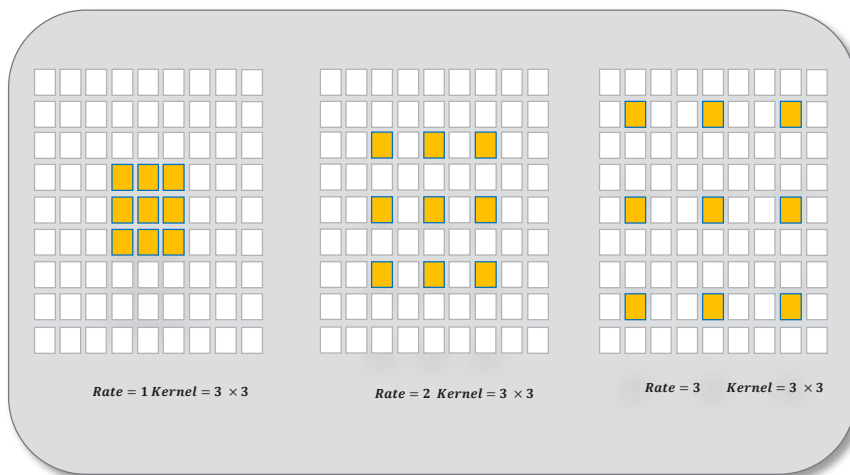 Rate = 1 Kernel = 3 × 3
Rate = 2 Kernel = 3 × 3
Rate = 3 Kernel = 3 × 3